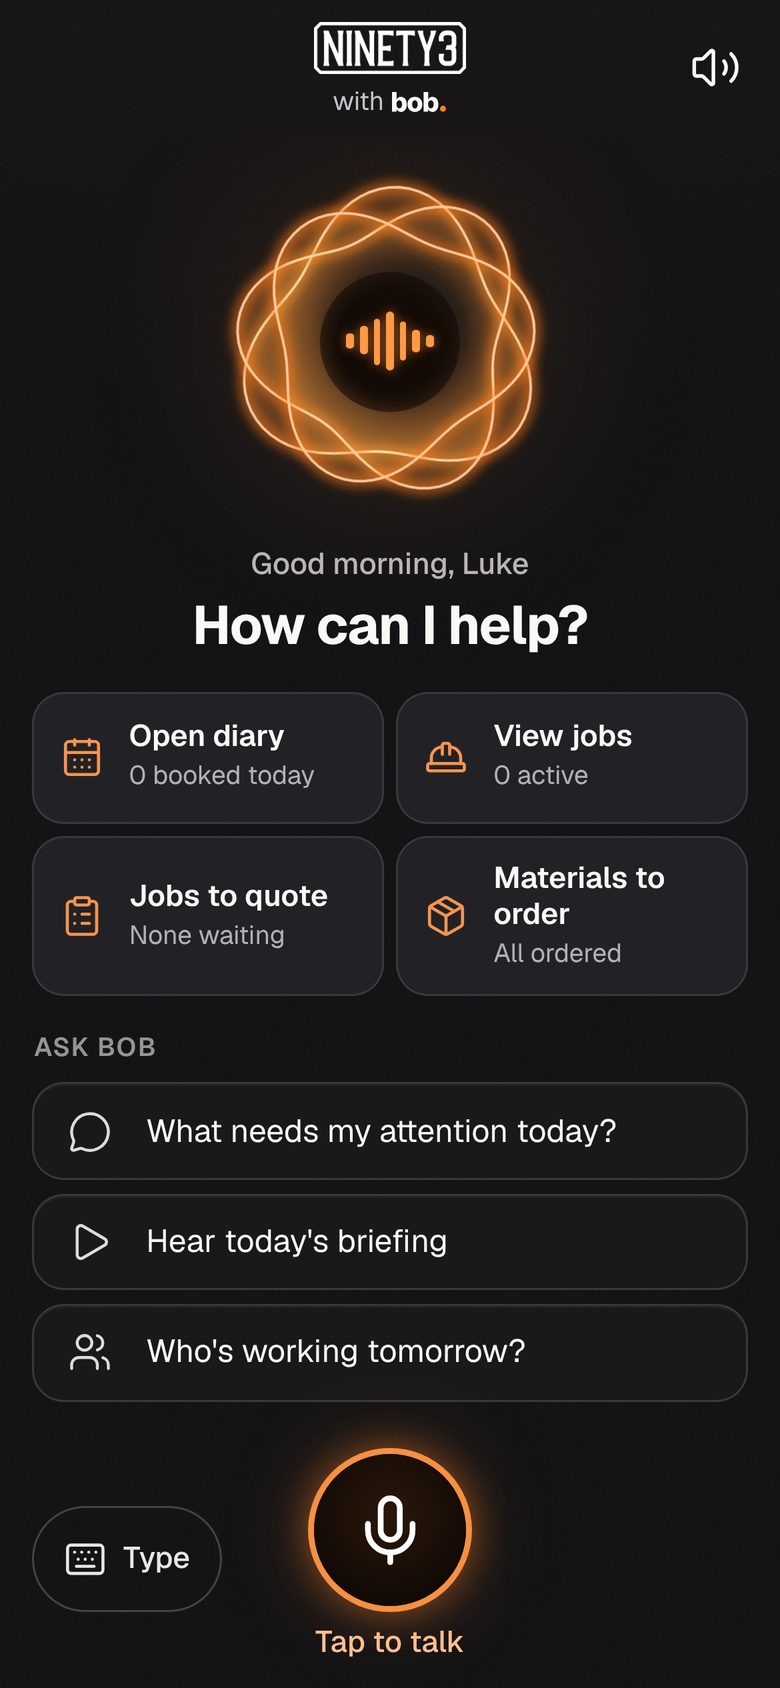 NINETY3
with bob.
Good morning, Luke
How can I help?
Open diary
0 booked today
View jobs
0 active
Jobs to quote
None waiting
Materials to
order
All ordered
ASK BOB
What needs my attention today?
Hear today's briefing
Who's working tomorrow?
Type
Tap to talk